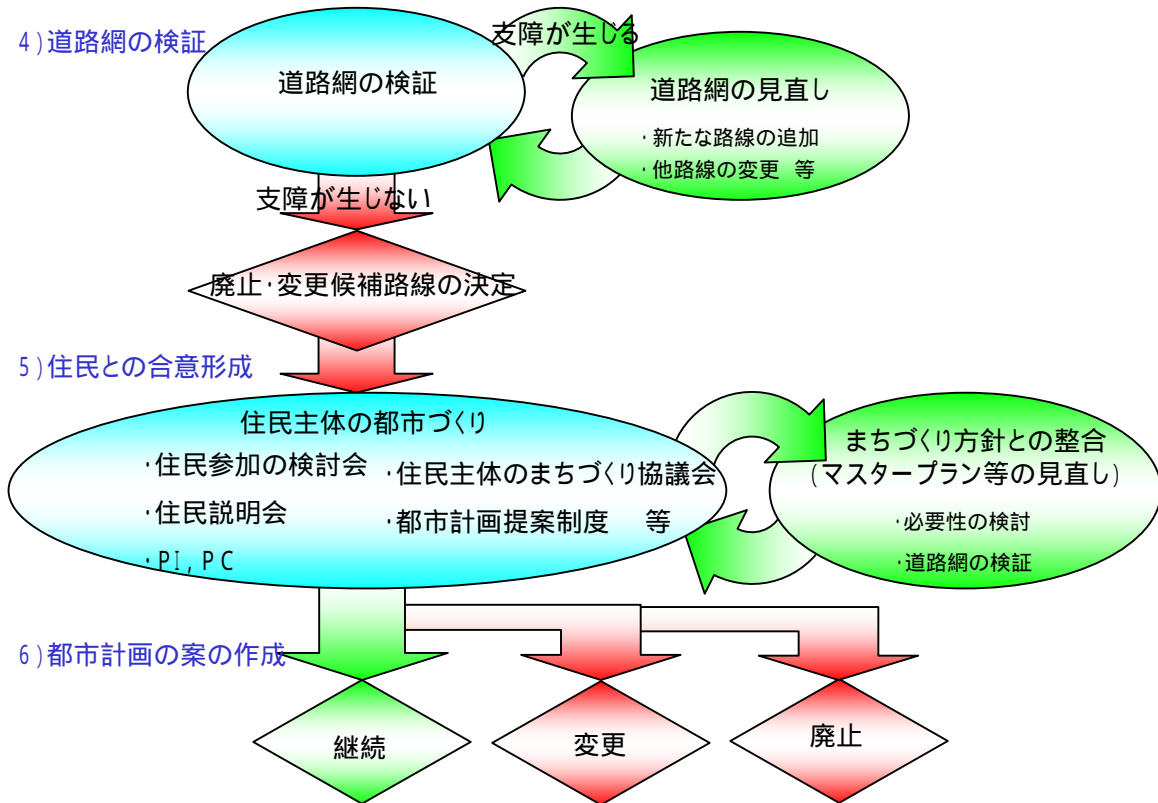 4)道路網の検証
支障が生じる
道路網の検証
道路網の見直し
・新たな路線の追加
・他路線の変更 等
支障が生じない
廃止・変更候補路線の決定
5)住民との合意形成
住民主体の都市づくり
・住民参加の検討会
・住民主体のまちづくり協議会
・住民説明会
・都市計画提案制度 等
・PI,PC
まちづくり方針との整合
(マスタープラン等の見直し)
・必要性の検討
・道路網の検証
6)都市計画の案の作成
継続
変更
廃止